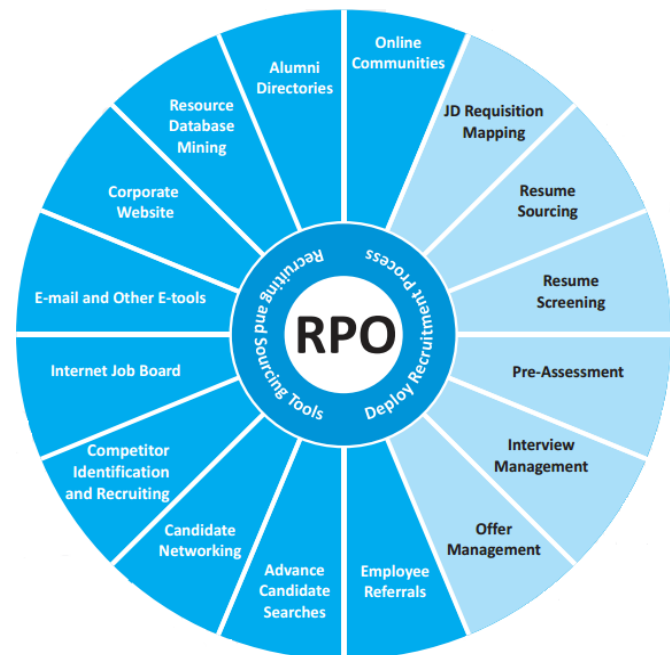 Online
Communities
JD Requisition
Mapping
Resume
Sourcing
Resume
Screening
Pre-Assessment
Interview
Management
Offer
Management
Employee
Referrals
Advance
Candidate
Searches
Candidate
Networking
Competitor
Identification
and Recruiting
Internet Job Board
E-mail and Other E-tools
Corporate
Website
Resource
Database
Mining
Alumni
Directories
Recruiting and Sourcing Tools
Deploy Recruitment Process
RPO